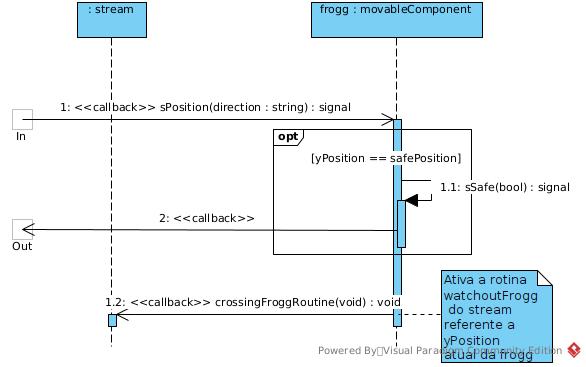 : stream
frogg : movableComponent
1: <<callback>> sPosition(direction : string) : signal
In
opt
[yPosition == safePosition]
1.1: sSafe(bool) : signal
2: <<callback>>
Out
1.2: <<callback>> crossingFroggRoutine(void) : void
Ativa a rotina
watchoutFrogg
do stream
referente a
yPosition
atual da frogg
Powered By Visual Paradigm Community Edition